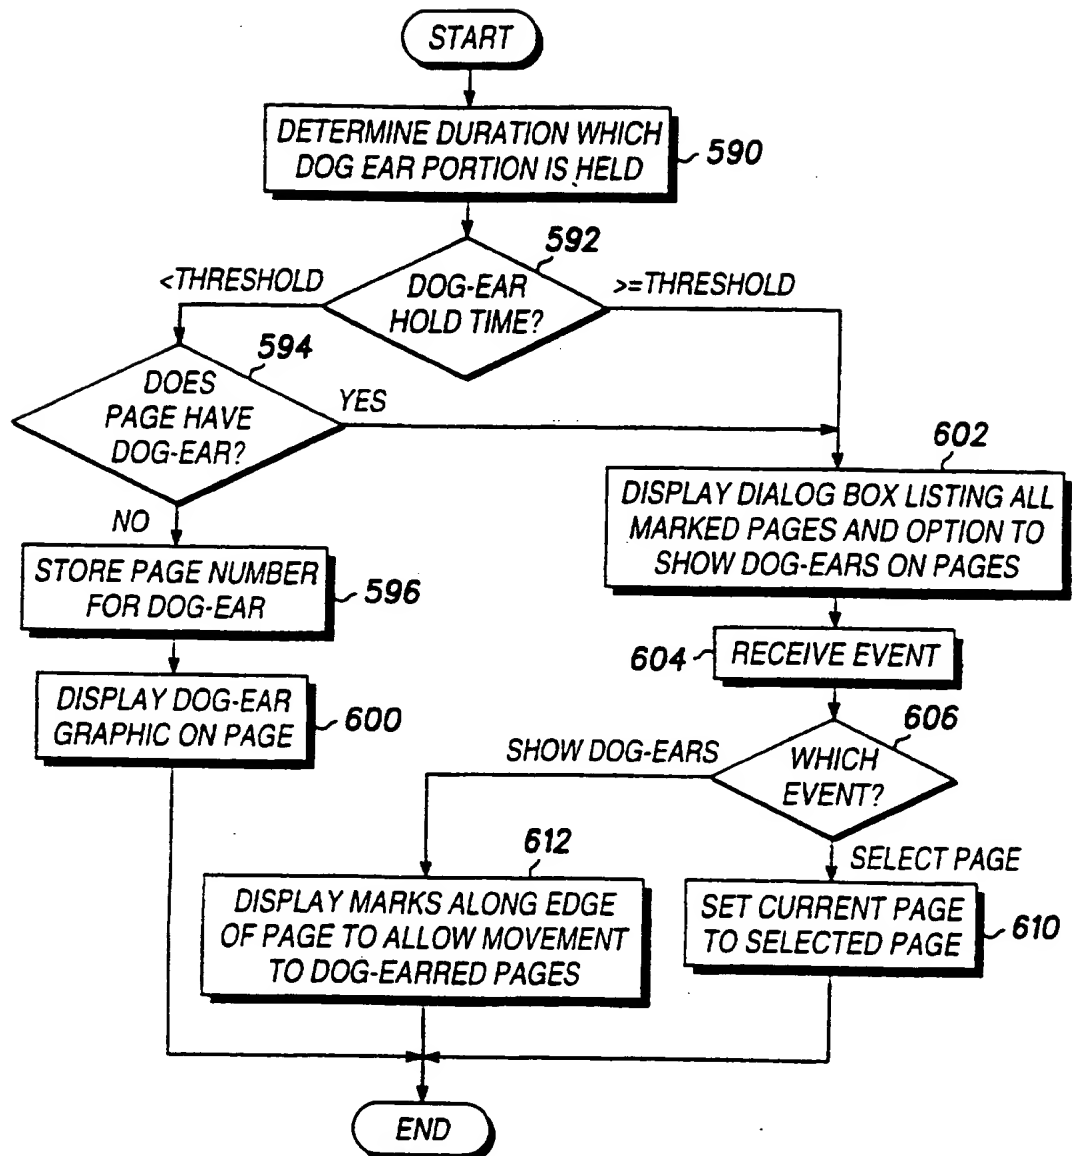 START
DETERMINE DURATION WHICH
DOG EAR PORTION IS HELD
590
592
<THRESHOLD
DOG-EAR
HOLD TIME?
>=THRESHOLD
594
DOES
PAGE HAVE
DOG-EAR?
YES
NO
602
DISPLAY DIALOG BOX LISTING ALL
MARKED PAGES AND OPTION TO
SHOW DOG-EARS ON PAGES
STORE PAGE NUMBER
FOR DOG-EAR
596
604
RECEIVE EVENT
DISPLAY DOG-EAR
GRAPHIC ON PAGE
600
606
SHOW DOG-EARS
WHICH
EVENT?
SELECT PAGE
612
DISPLAY MARKS ALONG EDGE
OF PAGE TO ALLOW MOVEMENT
TO DOG-EARRED PAGES
SET CURRENT PAGE
TO SELECTED PAGE
610
END